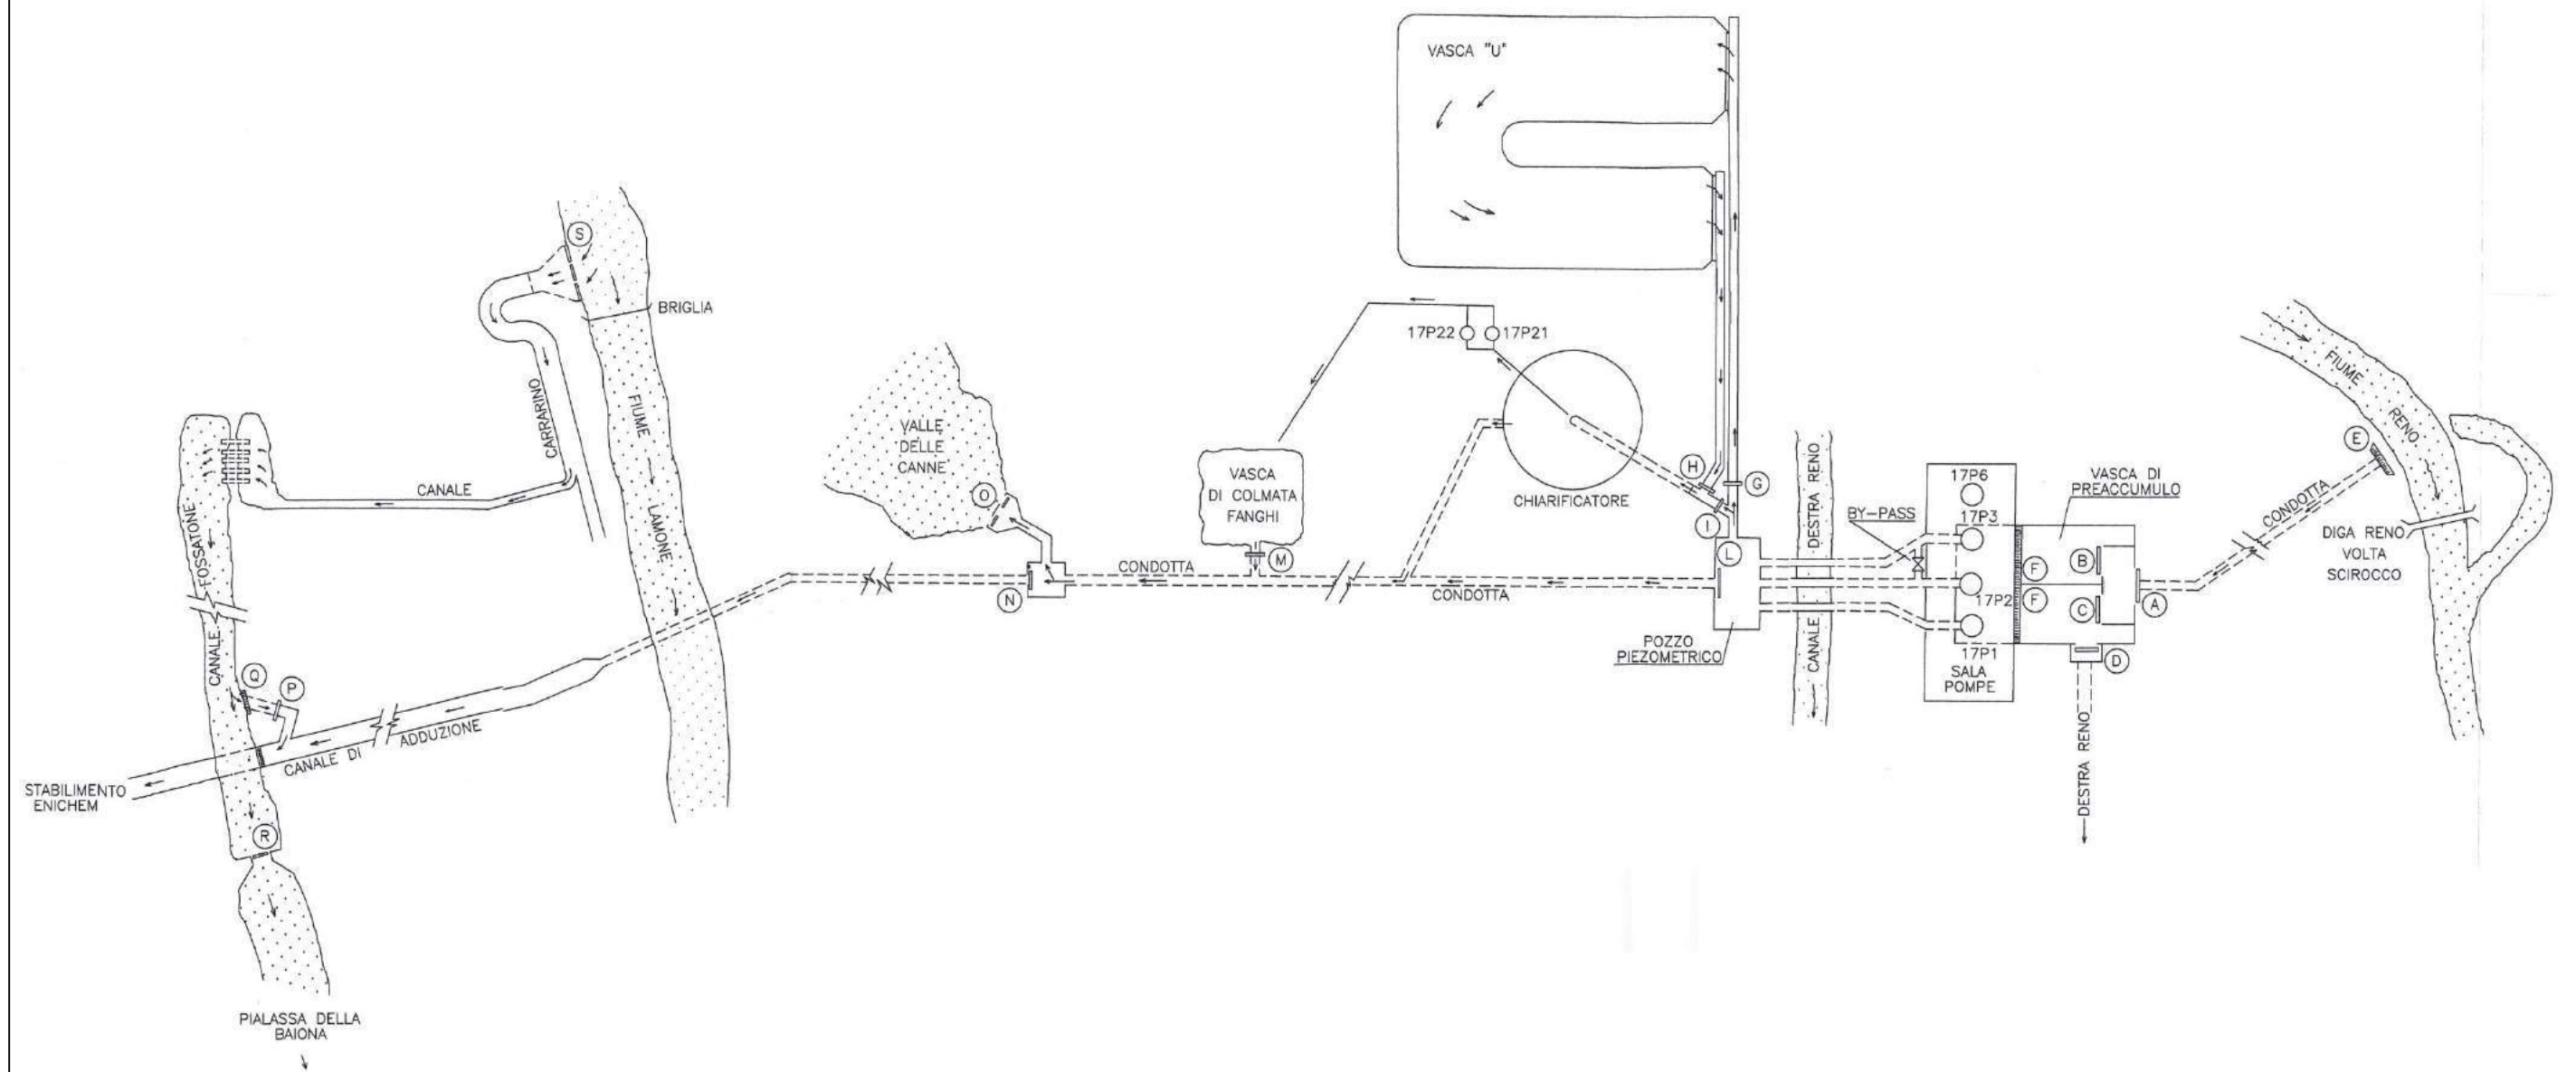 VASCA "U"
S
BRIGLIA
17P22
17P21
FIUME
RENO
CARRARINO
FIUME
LAMONE
VALLE
DELLE
CANNE
O
VASCA
DI COLMATA
FANGHI
M
CHIARIFICATORE
H
G
I
L
CANALE DESTRA RENO
17P6
17P3
17P2
17P1
SALA
POMPE
BY-PASS
VASCA DI
PREACCUMULO
B
F
F
C
A
D
E
CONDOTTA
DIGA RENO
VOLTA
SCIROCCO
CANALE
FOSSATONE
CANALE
CONDOTTA
CONDOTTA
N
POZZO
PIEZOMETRICO
DESTRA RENO
Q
P
CANALE DI ADDUZIONE
STABILIMENTO
ENICHEM
R
PIALASSA DELLA
BAIONA